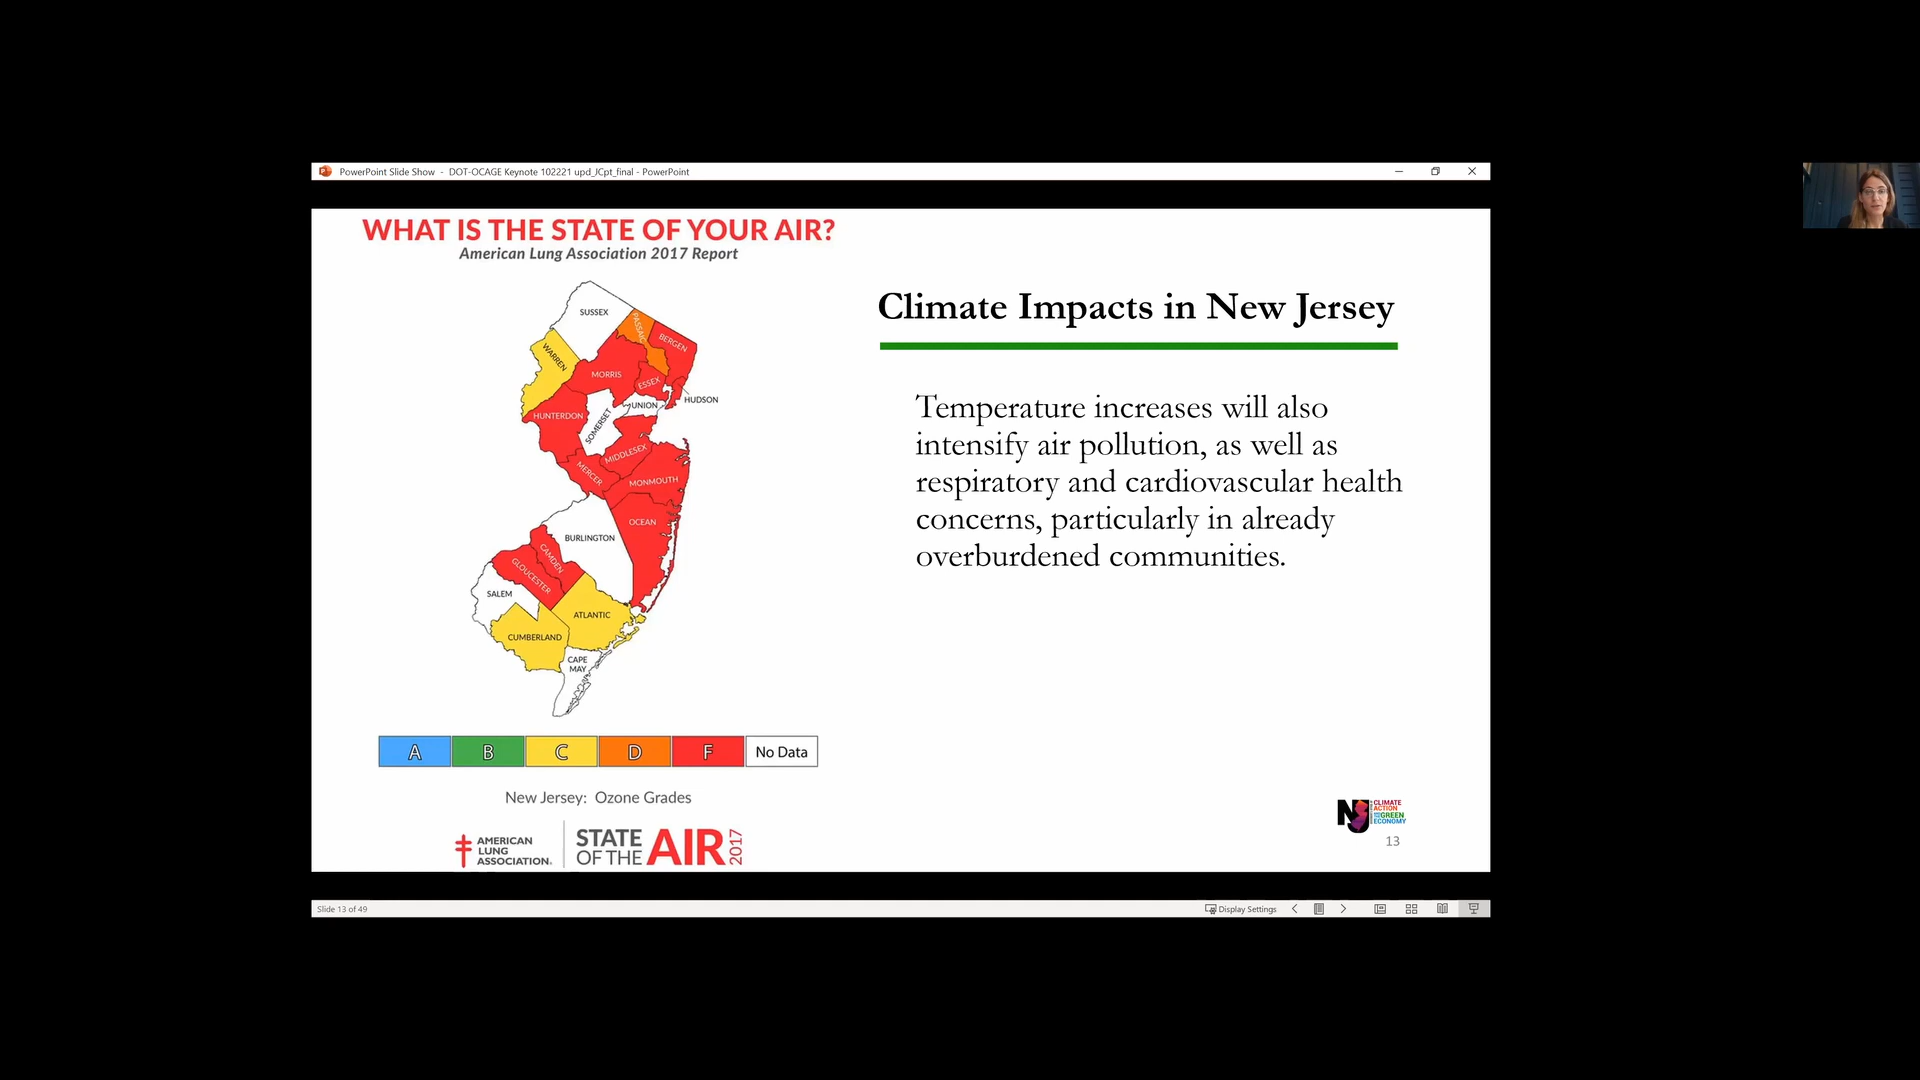 PowerPoint Slide Show - DOT-OCAGE Keynote 102221 upd_JCpt_final - PowerPoint
WHAT IS THE STATE OF YOUR AIR?
American Lung Association 2017 Report
SUSSEX
PASSAIC
BERGEN
WARREN
MORRIS
ESSEX
HUDSON
UNION
HUNTERDON
SOMERSET
MIDDLESEX
MERCER
MONMOUTH
OCEAN
BURLINGTON
CAMDEN
GLOUCESTER
SALEM
ATLANTIC
CUMBERLAND
CAPE
MAY
A B C D F No Data
New Jersey: Ozone Grades
AMERICAN
LUNG
ASSOCIATION.
STATE
OF THE AIR 2017
Climate Impacts in New Jersey
Temperature increases will also
intensify air pollution, as well as
respiratory and cardiovascular health
concerns, particularly in already
overburdened communities.
NJ
CLIMATE
ACTION
GREEN
ECONOMY
13
Slide 13 of 49
Display Settings